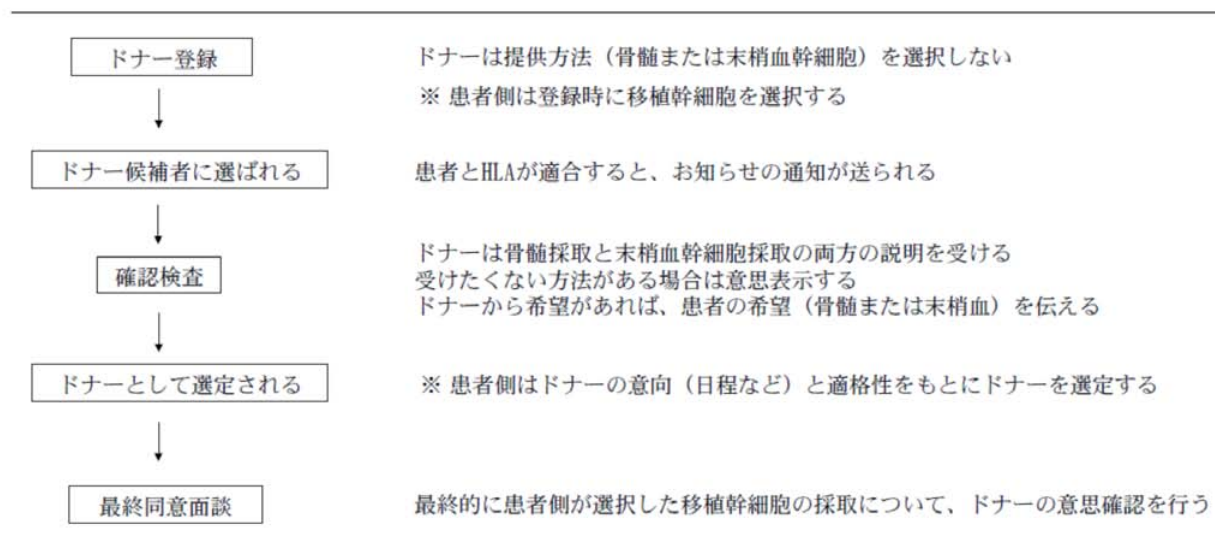 ドナー登録
ドナーは提供方法（骨髄または末梢血幹細胞）を選択しない
※ 患者側は登録時に移植幹細胞を選択する
ドナー候補者に選ばれる
患者とHLAが適合すると、お知らせの通知が送られる
確認検査
ドナーは骨髄採取と末梢血幹細胞採取の両方の説明を受ける
受けたくない方法がある場合は意思表示する
ドナーから希望があれば、患者の希望（骨髄または末梢血）を伝える
ドナーとして選定される
※ 患者側はドナーの意向（日程など）と適格性をもとにドナーを選定する
最終同意面談
最終的に患者側が選択した移植幹細胞の採取について、ドナーの意思確認を行う